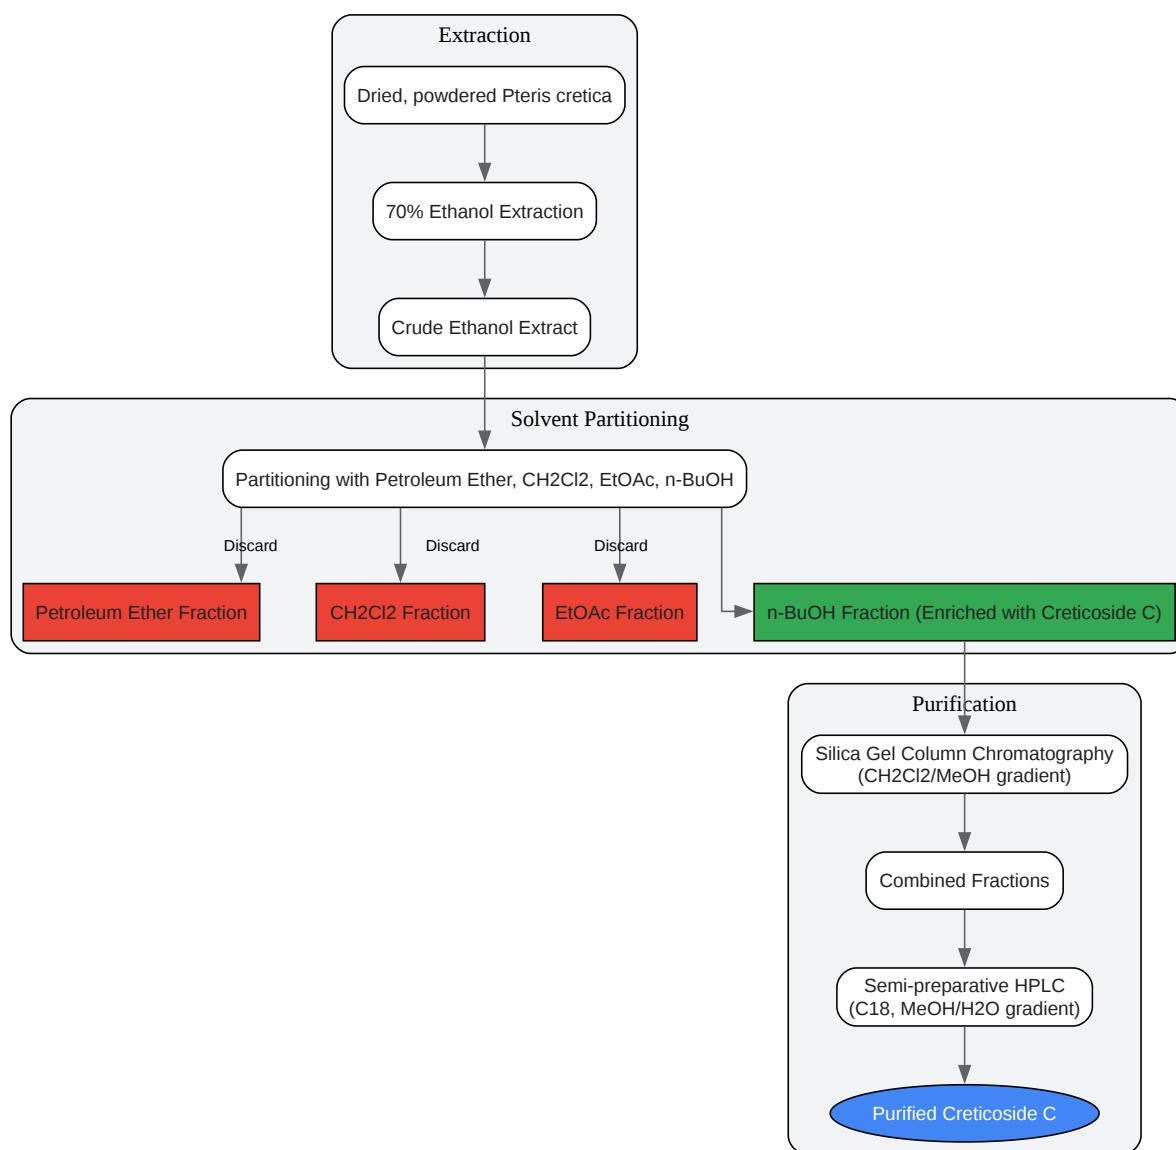 Extraction
Dried, powdered Pteris cretica
70% Ethanol Extraction
Crude Ethanol Extract
Solvent Partitioning
Partitioning with Petroleum Ether, CH2Cl2, EtOAc, n-BuOH
Discard
Discard
Discard
Petroleum Ether Fraction
CH2Cl2 Fraction
EtOAc Fraction
n-BuOH Fraction (Enriched with Creticoside C)
Purification
Silica Gel Column Chromatography
(CH2Cl2/MeOH gradient)
Combined Fractions
Semi-preparative HPLC
(C18, MeOH/H2O gradient)
Purified Creticoside C